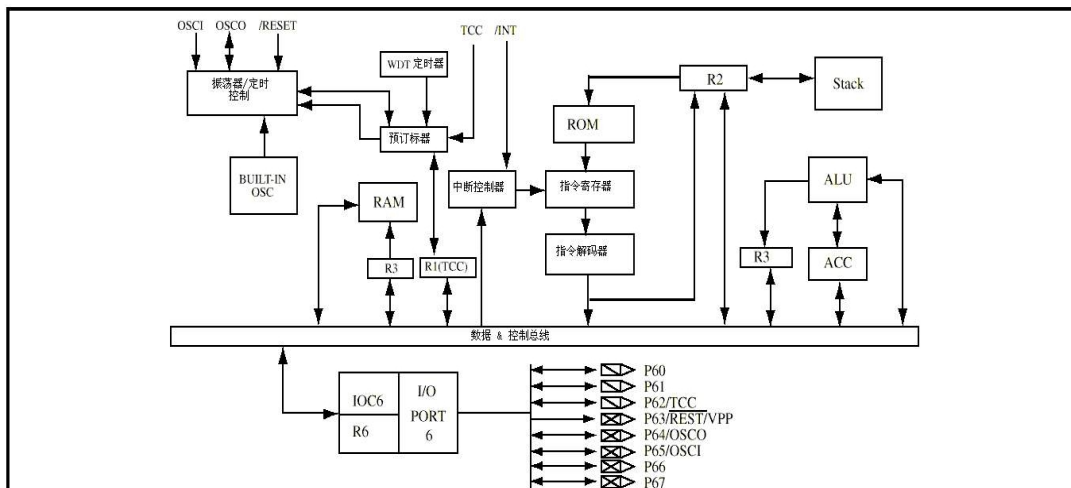 OSCI OSCO /RESET
TCC /INT
WDT 定时器
振荡器/定时
控制
R2
Stack
ROM
预订标器
BUILT-IN
OSC
RAM
中断控制器
指令寄存器
ALU
指令解码器
R3
R1(TCC)
R3
ACC
数据 & 控制总线
IOC6
R6
I/O
PORT
6
P60
P61
P62/TCC
P63/REST/VPP
P64/OSCO
P65/OSCI
P66
P67